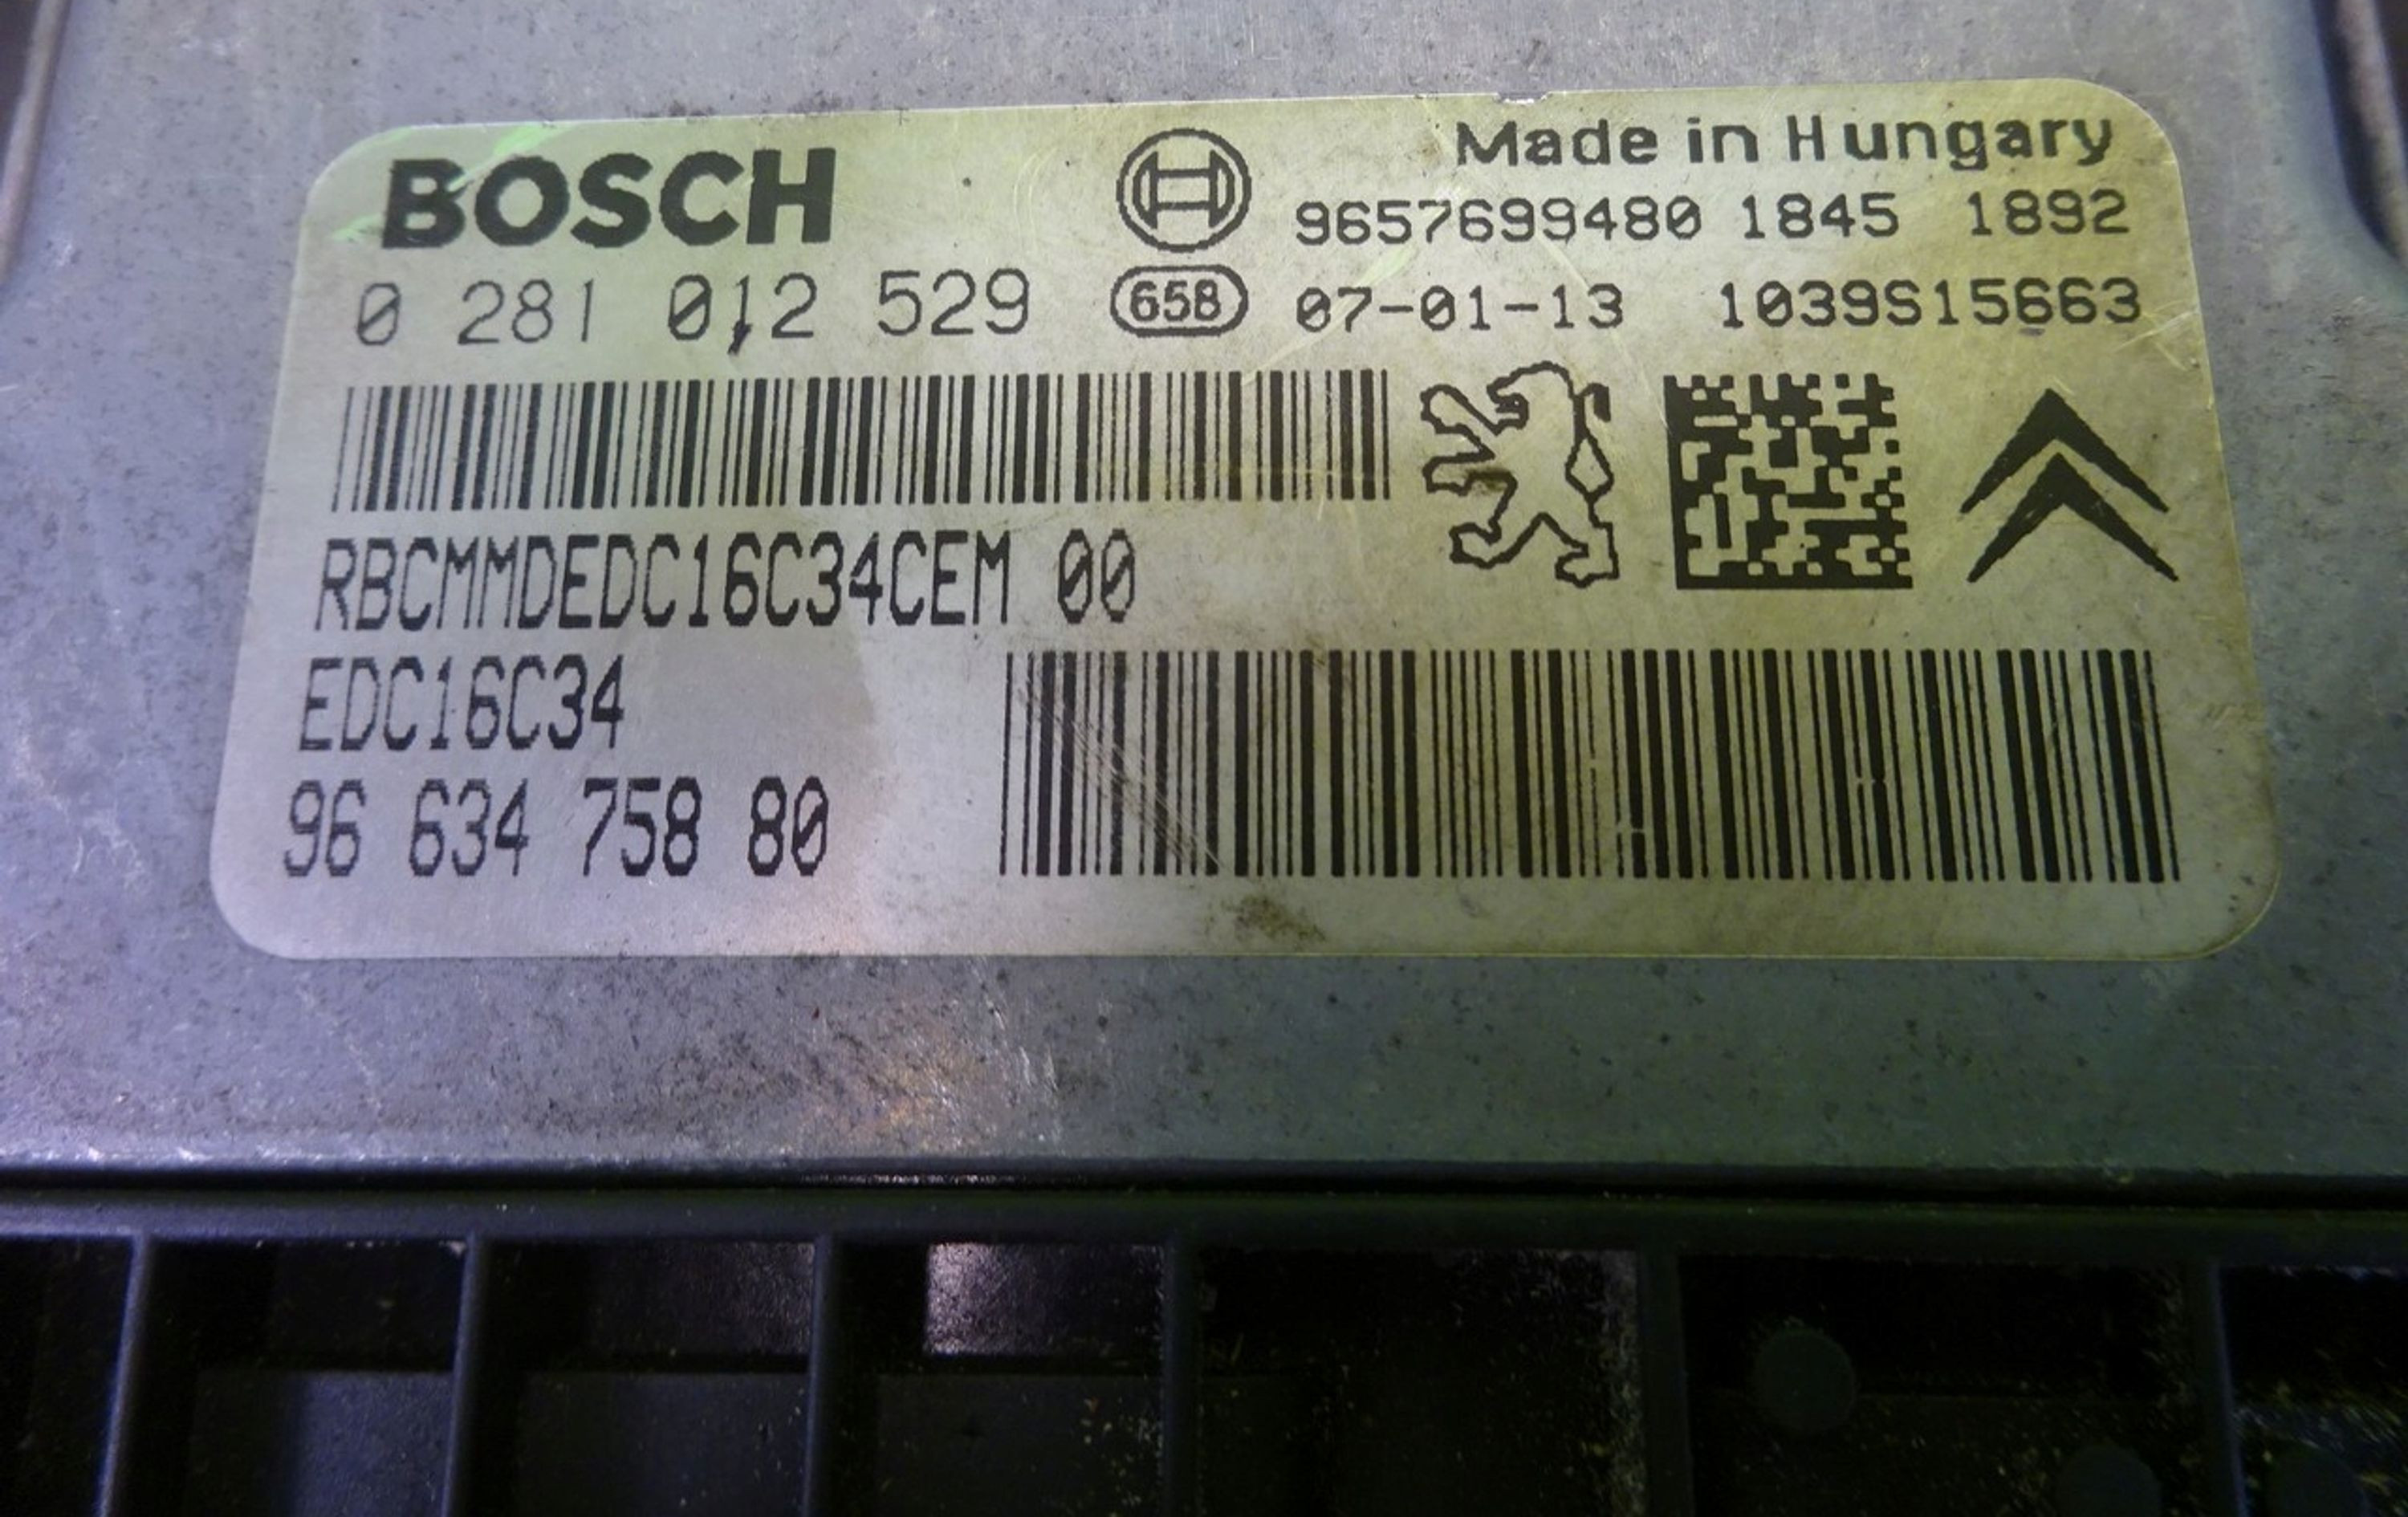 BOSCH
Made in Hungary
9657699480 1845 1892
0 281 012 529
658 07-01-13 1039S15663
RBCMMDEDC16C34CEM 00
EDC16C34
96 634 758 80